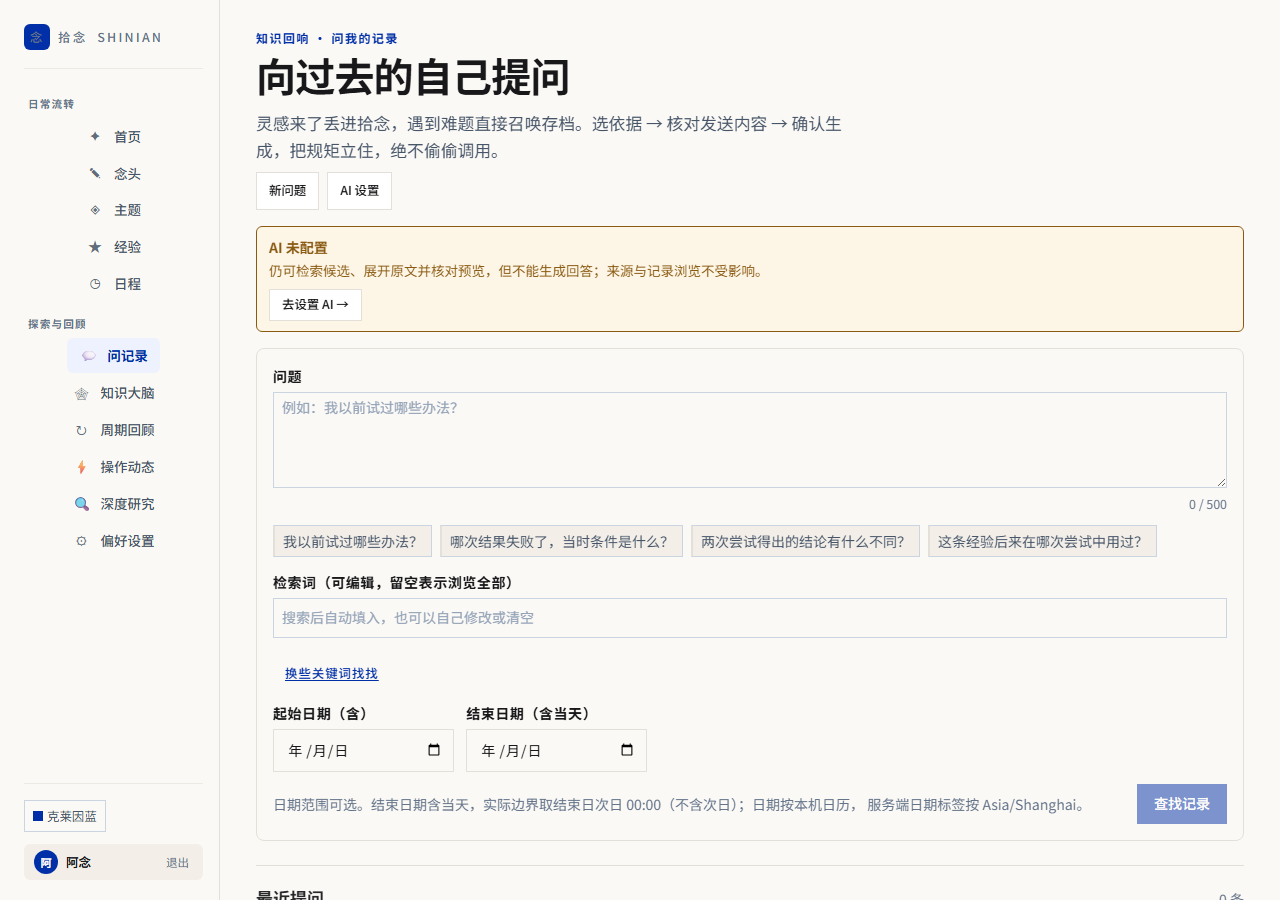 念 拾念 SHINIAN
日常流转
首页
念头
主题
经验
日程
探索与回顾
问记录
知识大脑
周期回顾
操作动态
深度研究
偏好设置
克莱因蓝
阿 阿念 退出
知识回响 · 问我的记录
向过去的自己提问
灵感来了丢进拾念，遇到难题直接召唤存档。选依据 → 核对发送内容 → 确认生
成，把规矩立住，绝不偷偷调用。
新问题 AI 设置
AI 未配置
仍可检索候选、展开原文并核对预览，但不能生成回答；来源与记录浏览不受影响。
去设置 AI →
问题
例如：我以前试过哪些办法？
0 / 500
我以前试过哪些办法？ 哪次结果失败了，当时条件是什么？ 两次尝试得出的结论有什么不同？ 这条经验后来在哪次尝试中用过？
检索词（可编辑，留空表示浏览全部）
搜索后自动填入，也可以自己修改或清空
换些关键词找找
起始日期（含） 结束日期（含当天）
年 /月/日 年 /月/日
日期范围可选。结束日期含当天，实际边界取结束日次日 00:00（不含次日）；日期按本机日历， 服务端日期标签按 Asia/Shanghai。 查找记录
最近提问 0 条